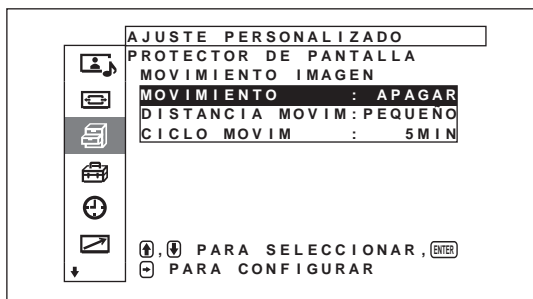 AJUSTE PERSONALIZADO
PROTECTOR DE PANTALLA
MOVIMIENTO IMAGEN
MOVIMIENTO : APAGAR
DISTANCIA MOVIM:PEQUEÑO
CICLO MOVIM : 5MIN
↑,↓ PARA SELECCIONAR,ENTER
→ PARA CONFIGURAR